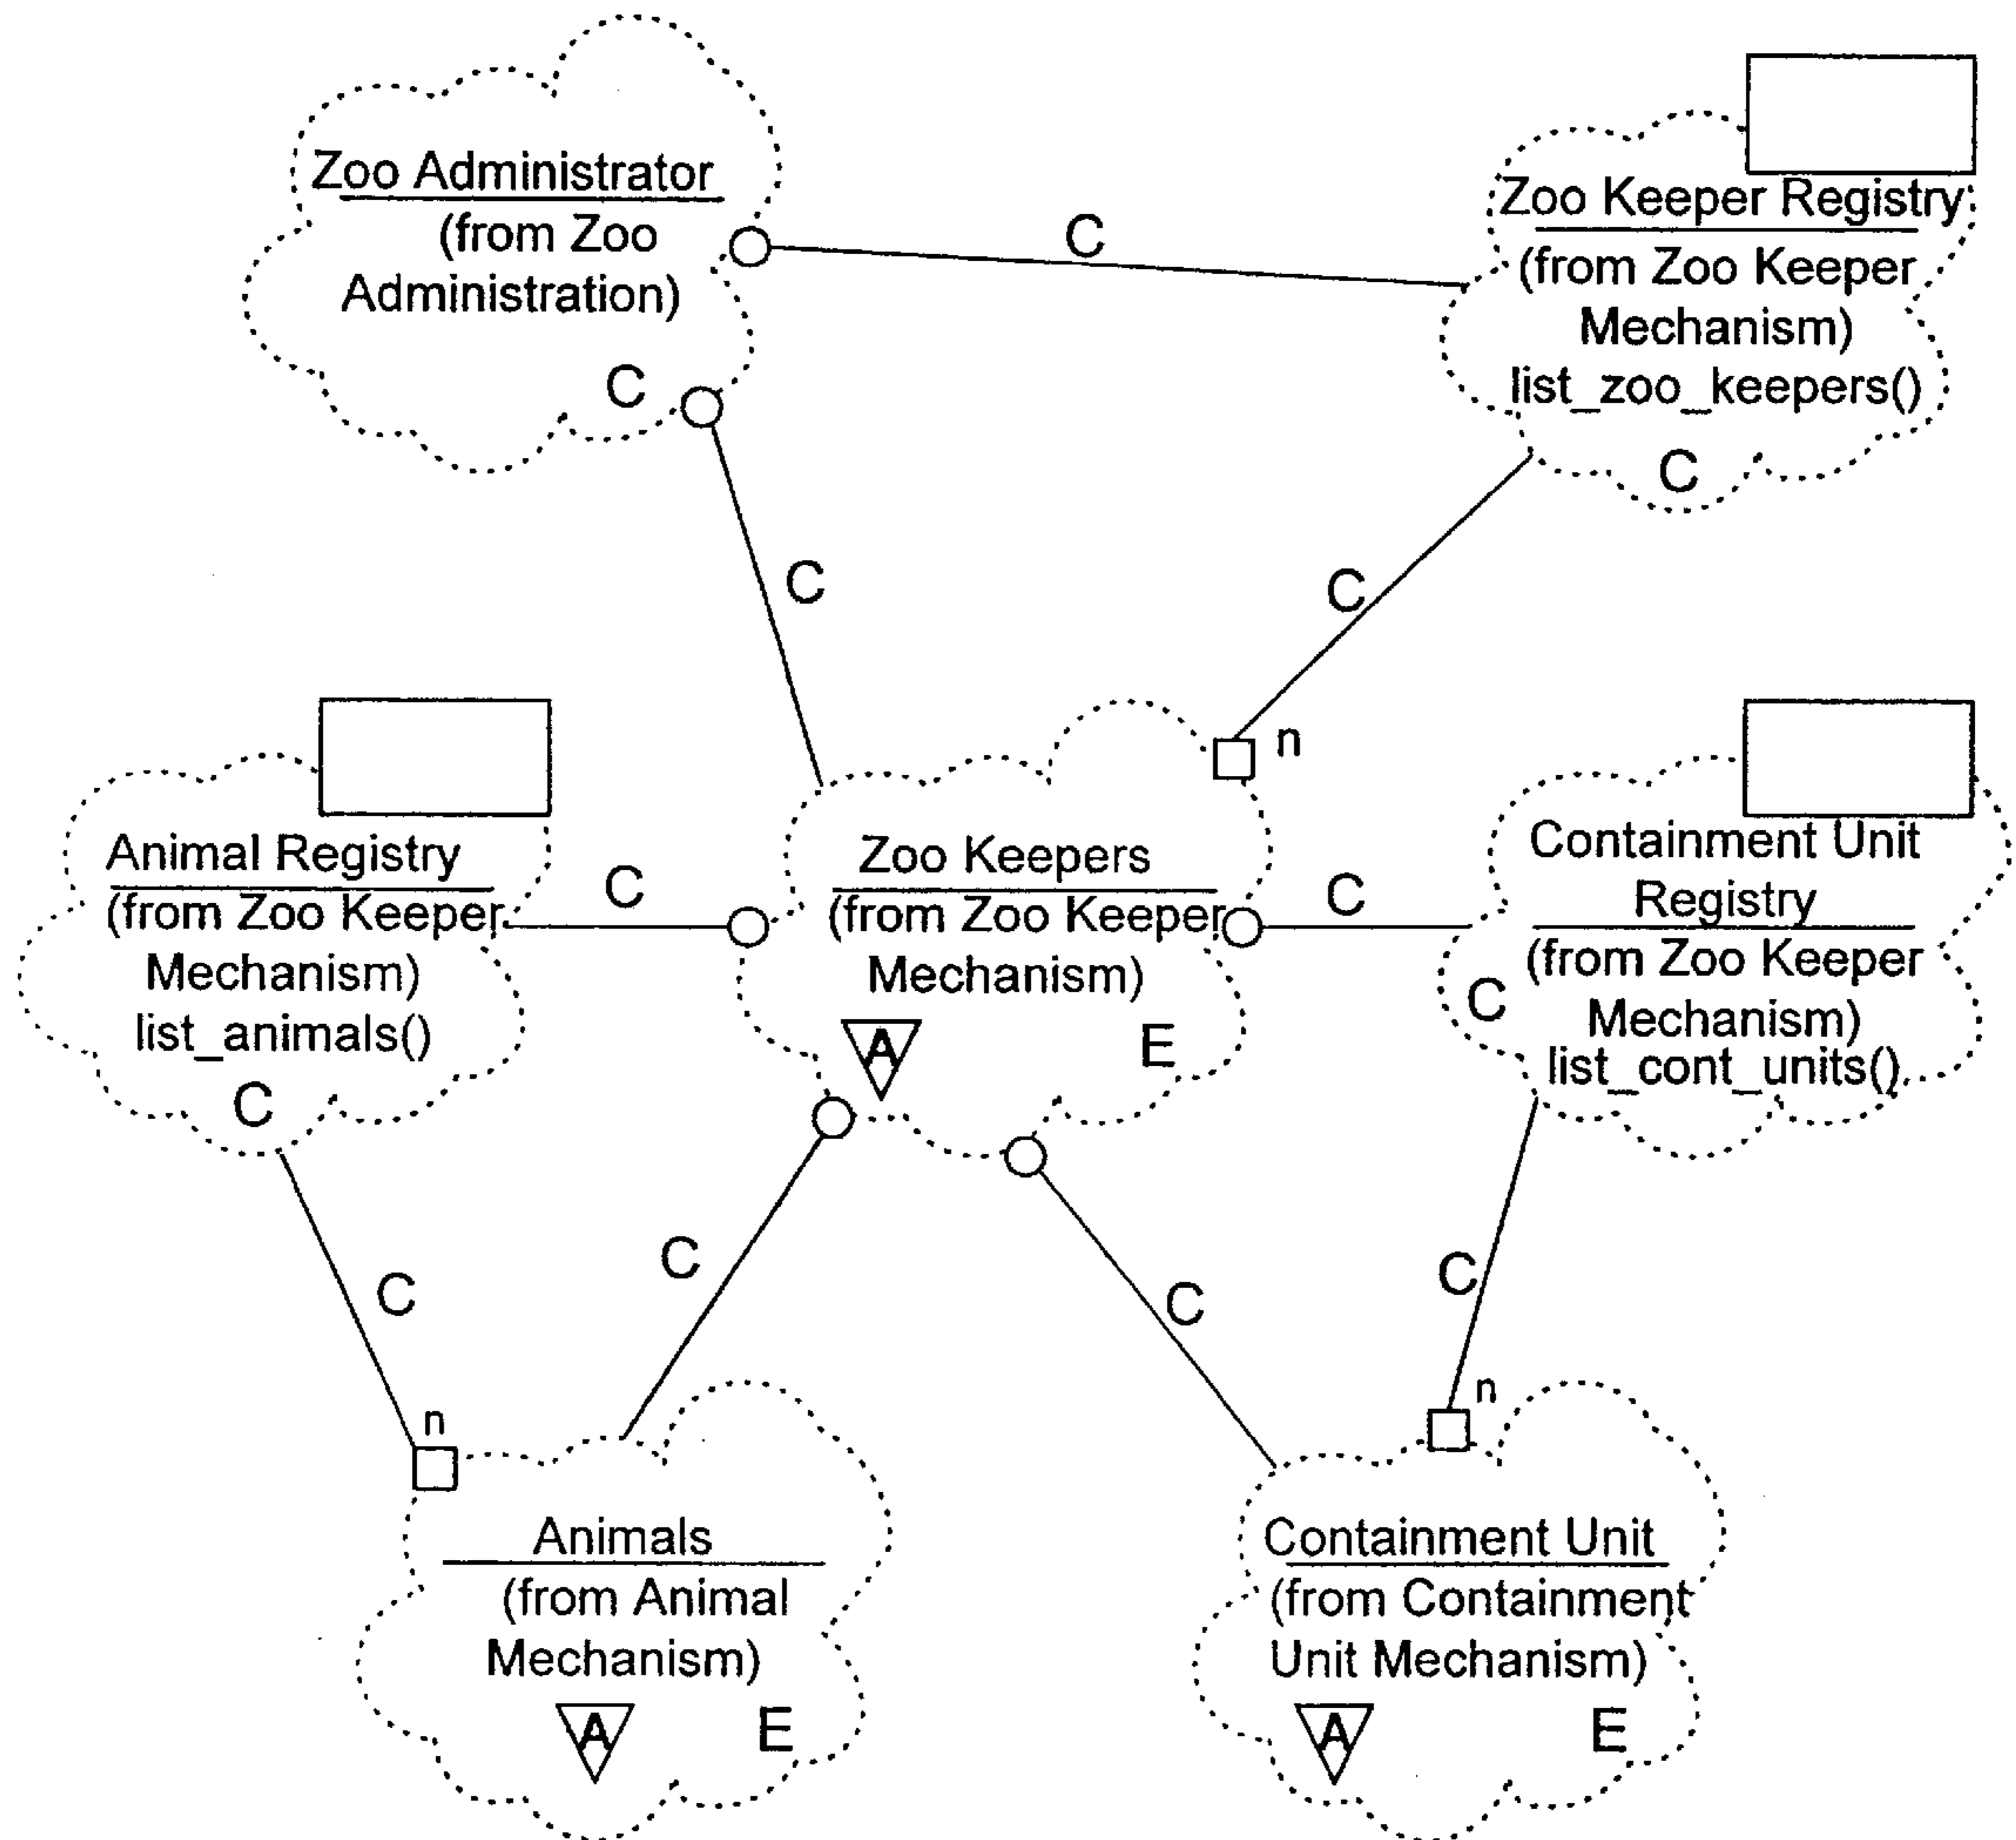 Zoo Administrator
(from Zoo
Administration)
C
C
Zoo Keeper Registry
(from Zoo Keeper
Mechanism)
list_zoo_keepers()
C
C
C
n
Animal Registry
(from Zoo Keeper
Mechanism)
list_animals()
C
C
Zoo Keepers
(from Zoo Keeper
Mechanism)
A
E
C
Containment Unit
Registry
(from Zoo Keeper
Mechanism)
list_cont_units()
C
C
C
C
C
n
n
Animals
(from Animal
Mechanism)
A
E
Containment Unit
(from Containment
Unit Mechanism)
A
E